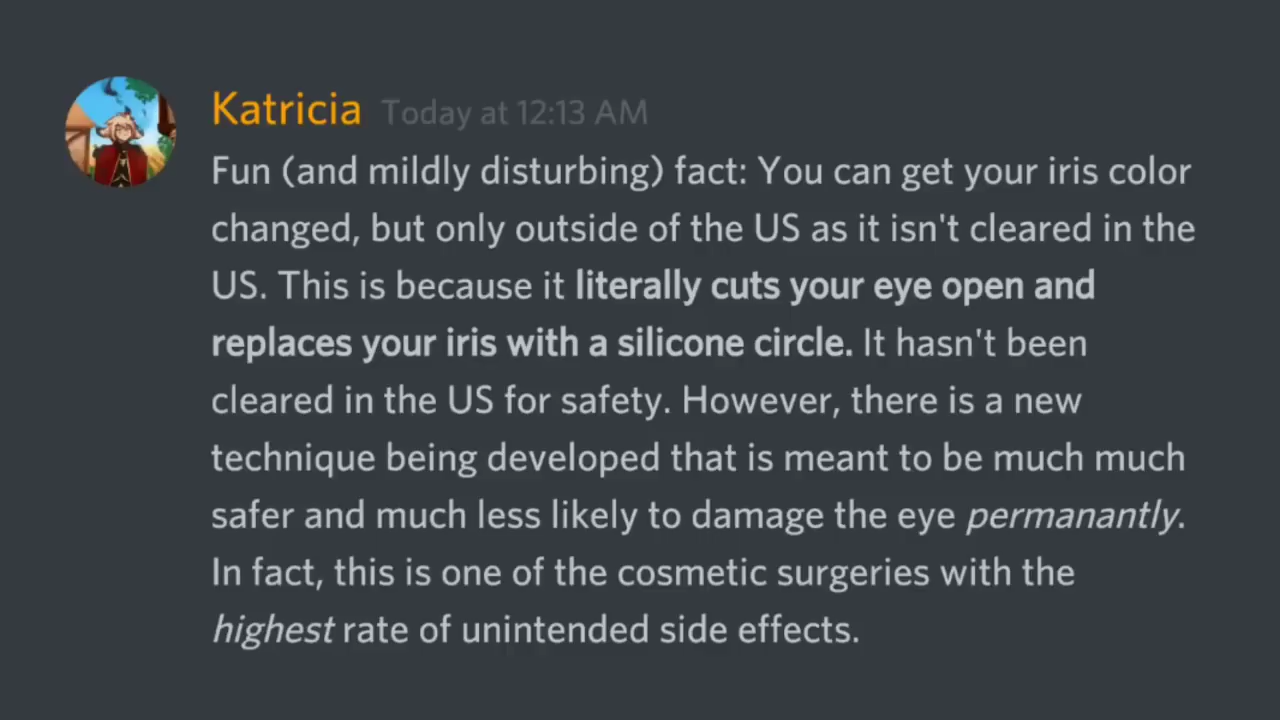 Katricia Today at 12:13 AM
Fun (and mildly disturbing) fact: You can get your iris color
changed, but only outside of the US as it isn't cleared in the
US. This is because it literally cuts your eye open and
replaces your iris with a silicone circle. It hasn't been
cleared in the US for safety. However, there is a new
technique being developed that is meant to be much much
safer and much less likely to damage the eye permanantly.
In fact, this is one of the cosmetic surgeries with the
highest rate of unintended side effects.